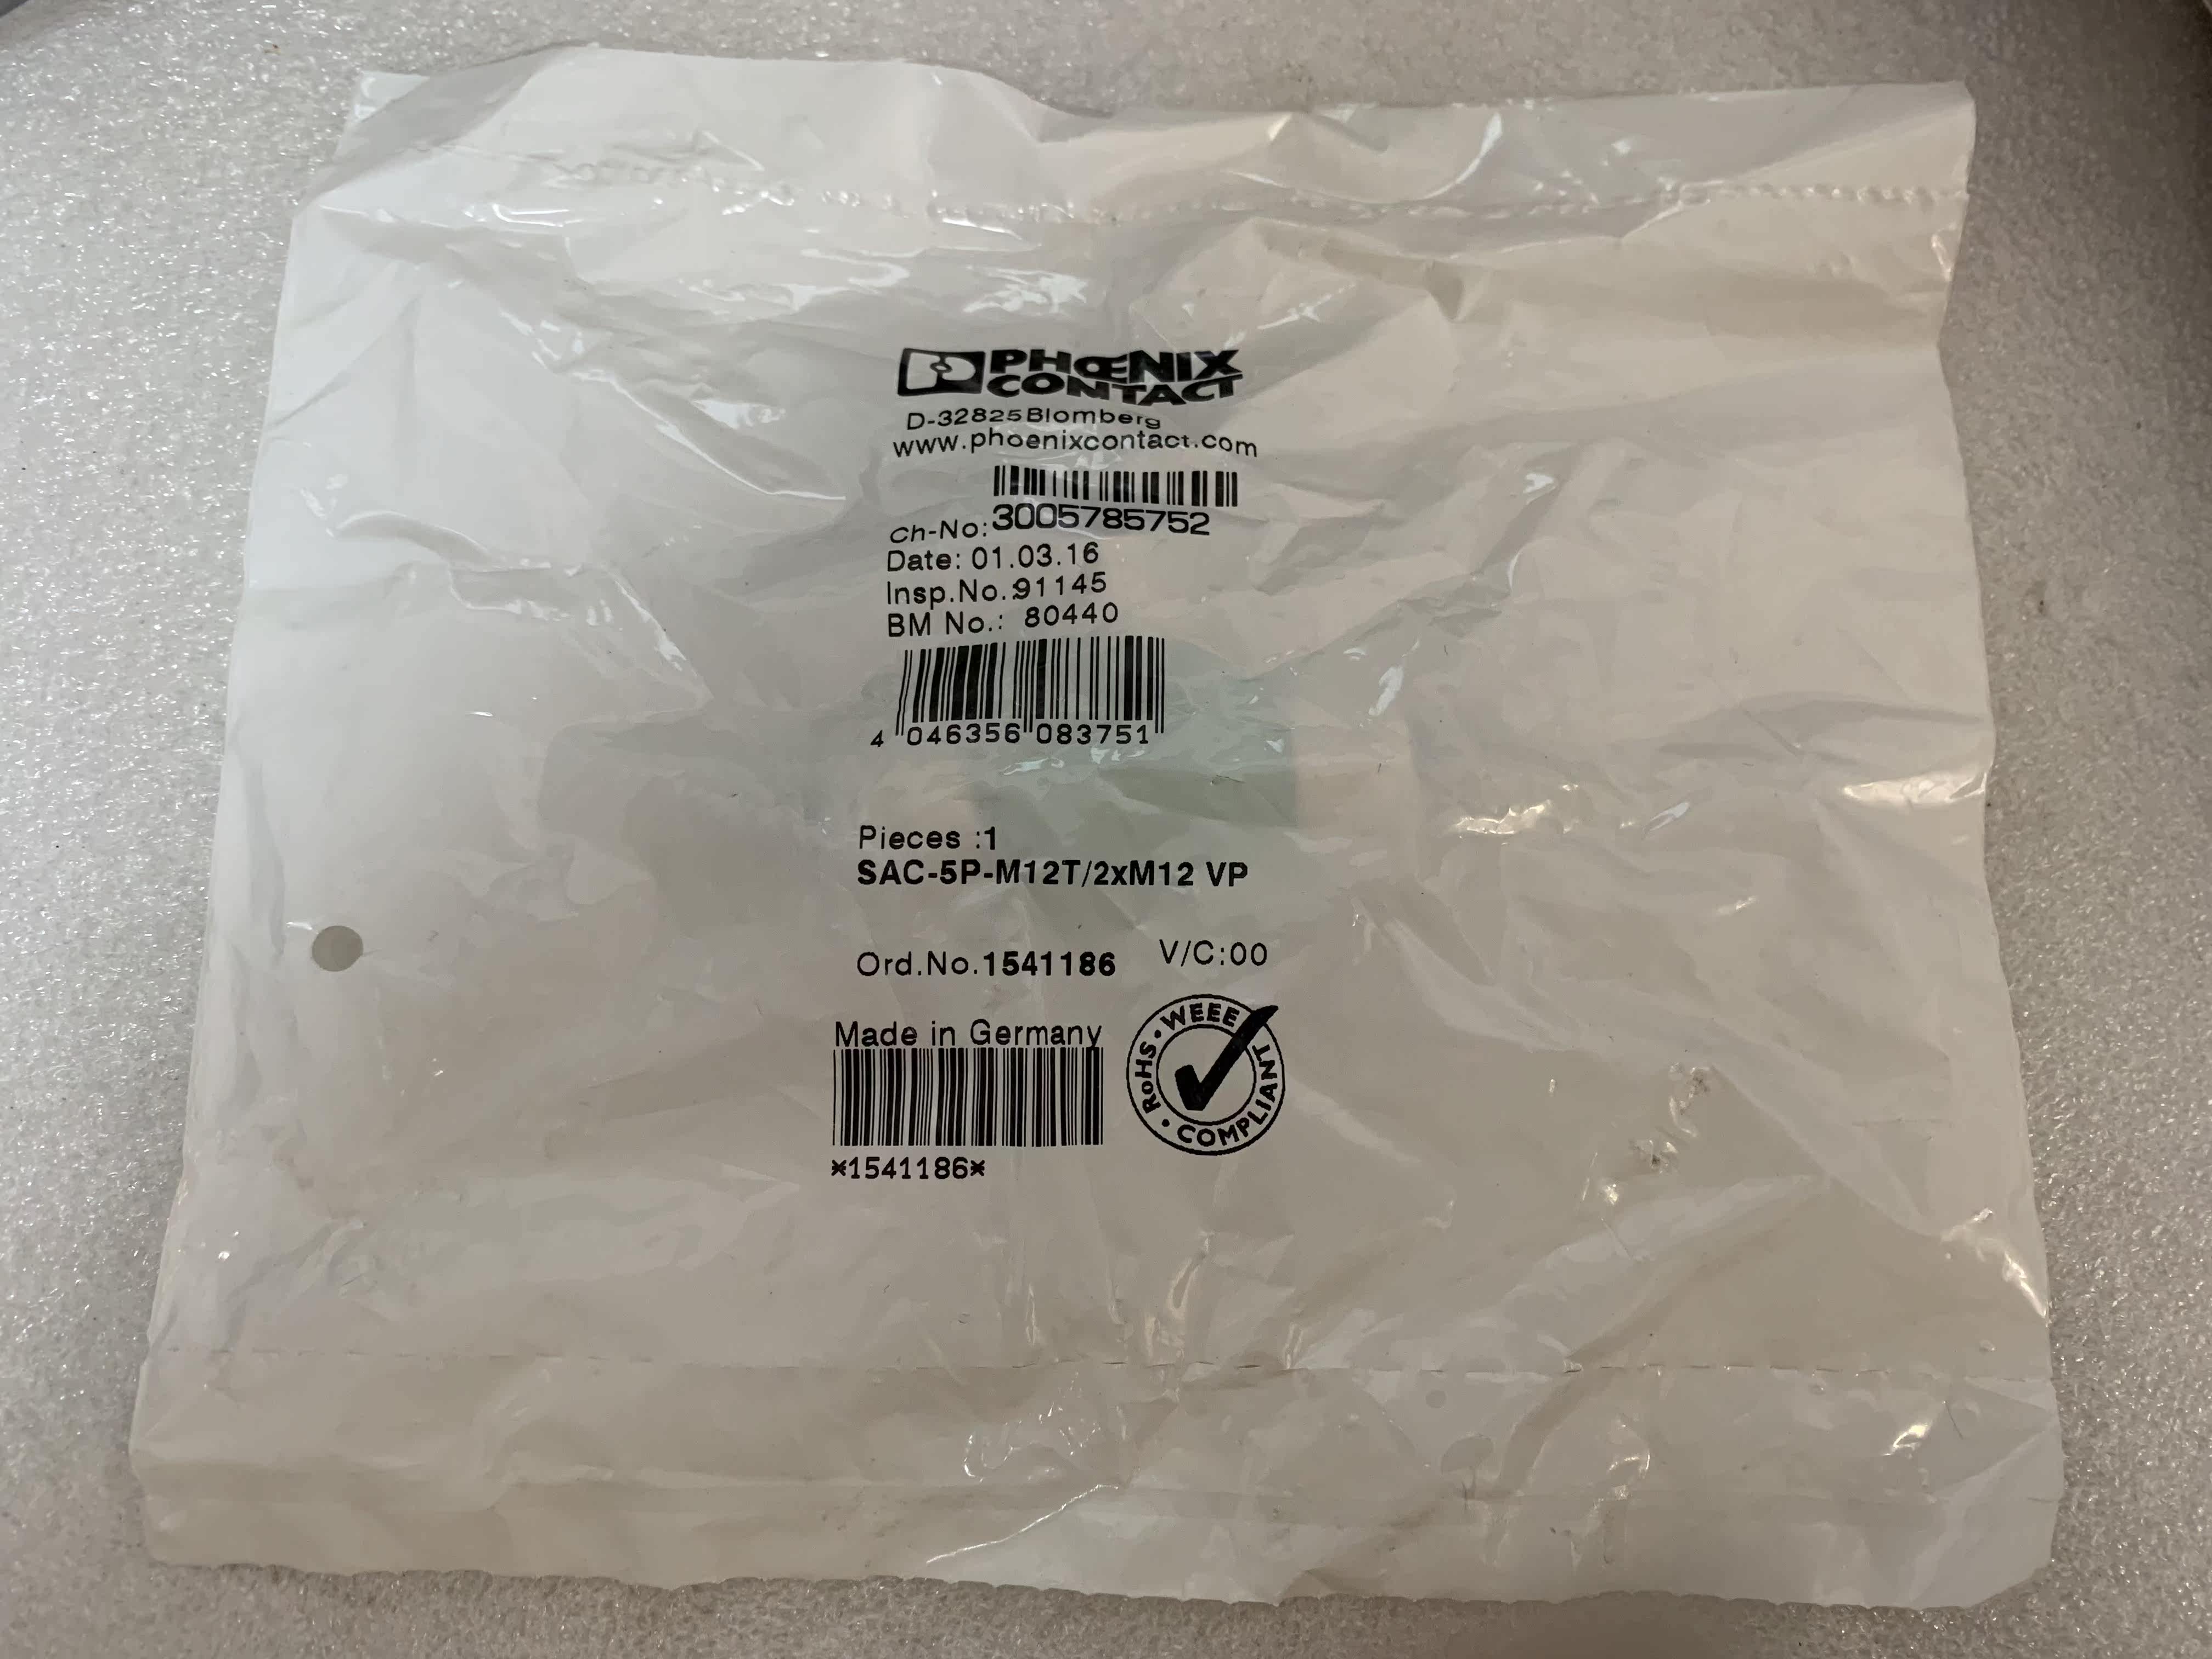 PHŒNIX
CONTACT
D-32825 Blomberg
www.phoenixcontact.com
Ch-No: 3005785752
Date: 01.03.16
Insp.No. 91145
BM No.: 80440
4 046356 083751
Pieces :1
SAC-5P-M12T/2xM12 VP
Ord.No. 1541186 V/C:00
Made in Germany
RoHS • WEEE • COMPLIANT
*1541186*